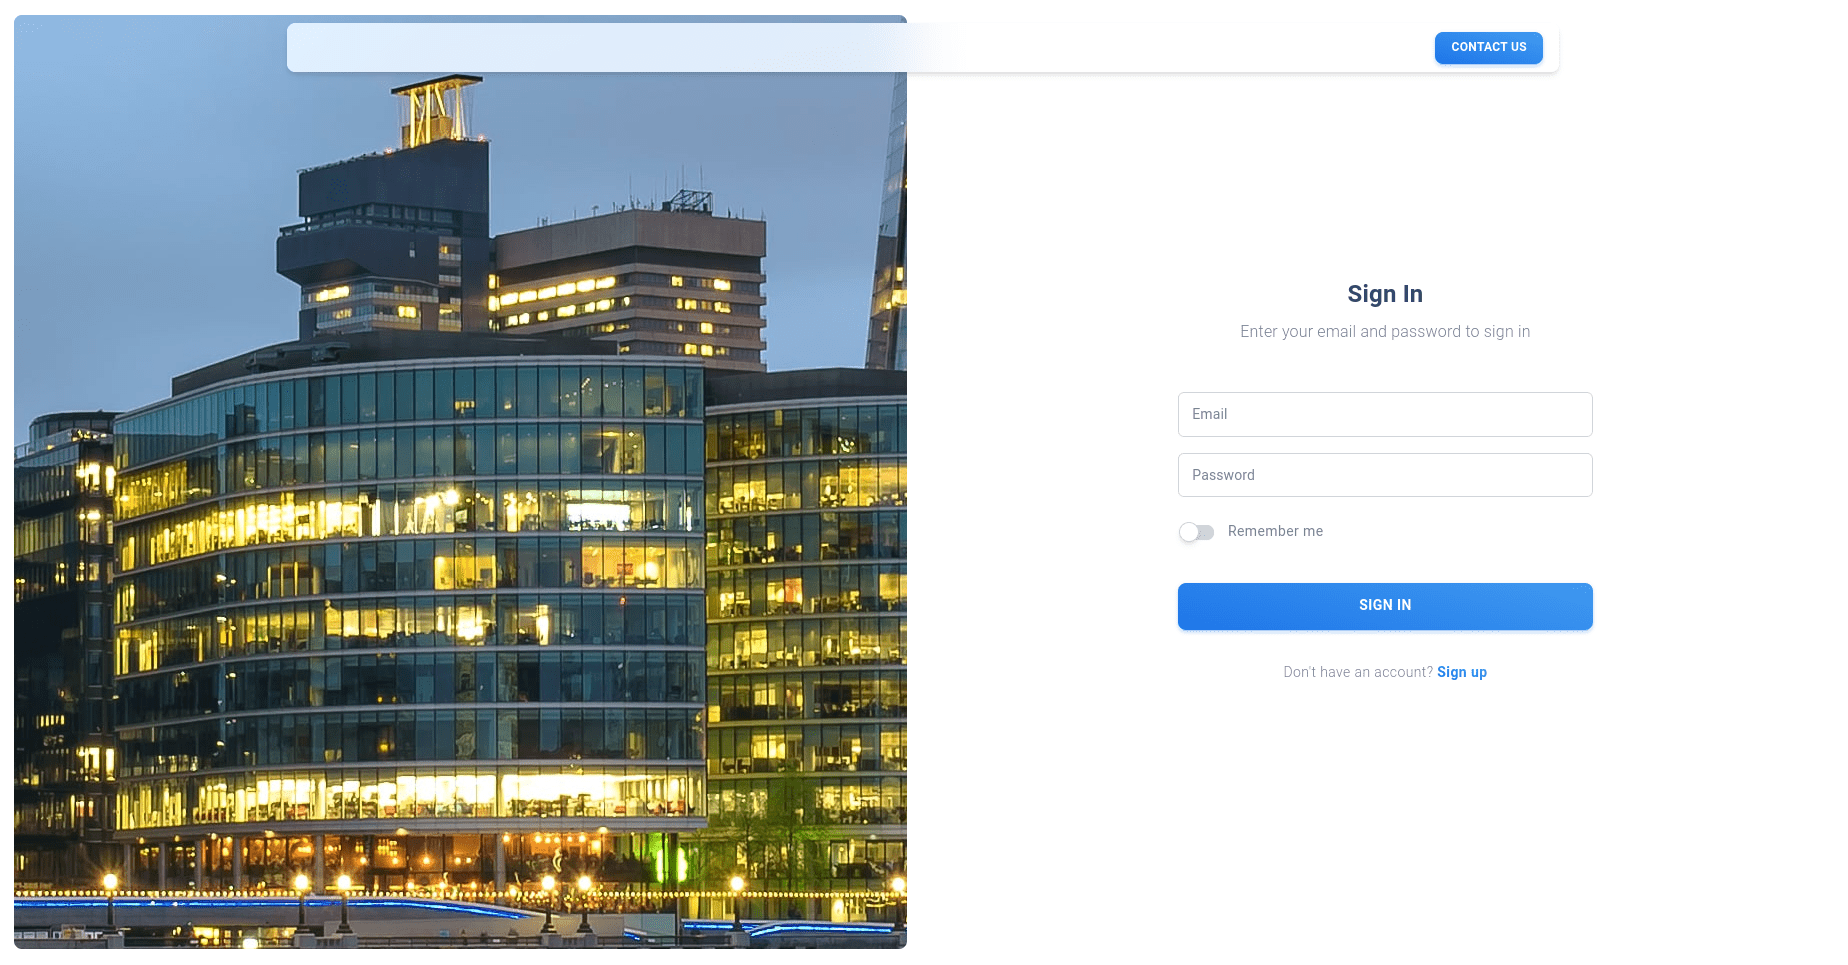 CONTACT US
Sign In
Enter your email and password to sign in
Email
Password
Remember me
SIGN IN
Don't have an account? Sign up